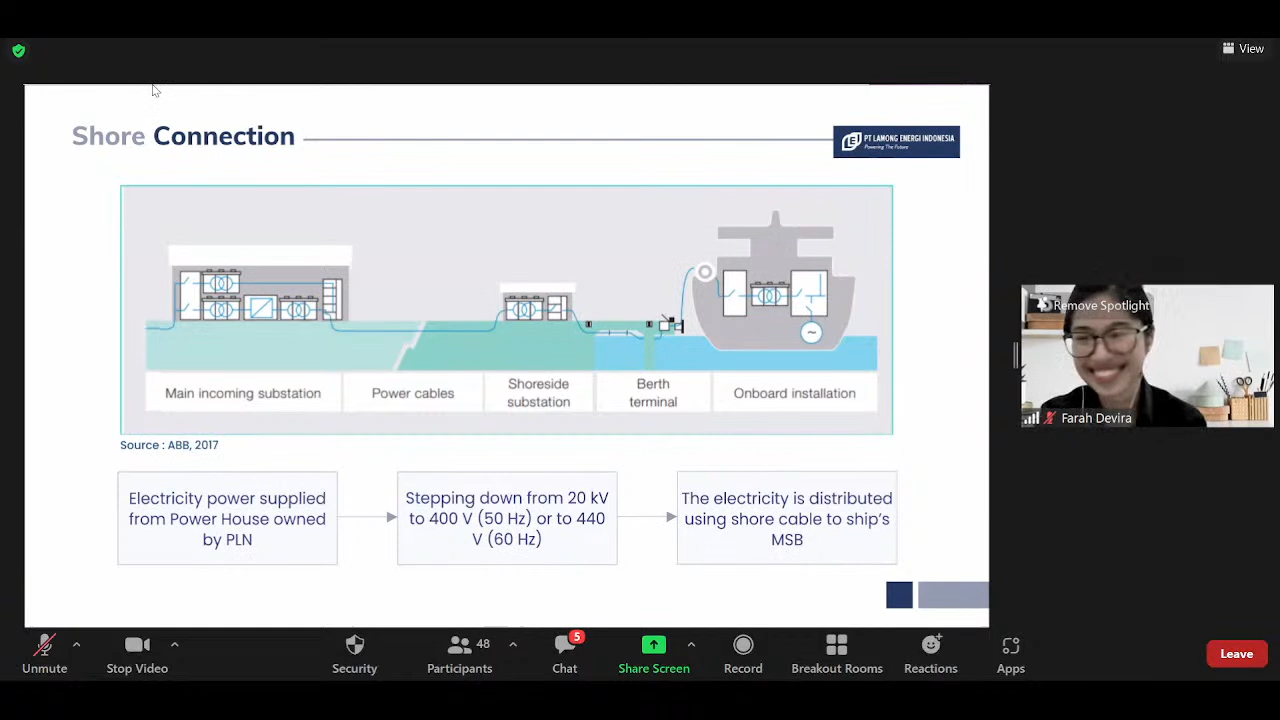 View
Shore Connection
LEI PT LAMONG ENERGI INDONESIA
Powering The Future
Main incoming substation
Power cables
Shoreside
substation
Berth
terminal
Onboard installation
Source : ABB, 2017
Electricity power supplied
from Power House owned
by PLN
Stepping down from 20 kV
to 400 V (50 Hz) or to 440
V (60 Hz)
The electricity is distributed
using shore cable to ship's
MSB
Remove Spotlight
Farah Devira
Unmute
Stop Video
Security
Participants
48
Chat
5
Share Screen
Record
Breakout Rooms
Reactions
Apps
Leave